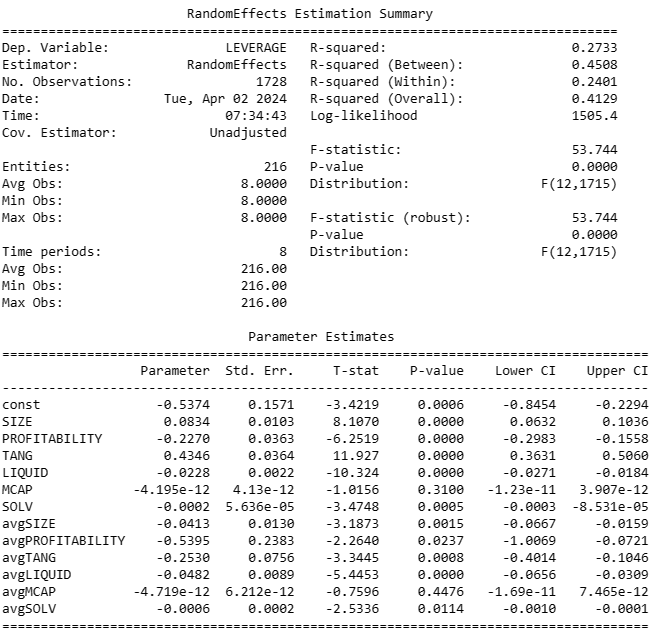 RandomEffects Estimation Summary
Dep. Variable: LEVERAGE R-squared: 0.2733
Estimator: RandomEffects R-squared (Between): 0.4508
No. Observations: 1728 R-squared (Within): 0.2401
Date: Tue, Apr 02 2024 R-squared (Overall): 0.4129
Time: 07:34:43 Log-likelihood 1505.4
Cov. Estimator: Unadjusted
F-statistic: 53.744
Entities: 216 P-value 0.0000
Avg Obs: 8.0000 Distribution: F(12,1715)
Min Obs: 8.0000
Max Obs: 8.0000 F-statistic (robust): 53.744
P-value 0.0000
Time periods: 8 Distribution: F(12,1715)
Avg Obs: 216.00
Min Obs: 216.00
Max Obs: 216.00
Parameter Estimates
Parameter Std. Err. T-stat P-value Lower CI Upper CI
const -0.5374 0.1571 -3.4219 0.0006 -0.8454 -0.2294
SIZE 0.0834 0.0103 8.1070 0.0000 0.0632 0.1036
PROFITABILITY -0.2270 0.0363 -6.2519 0.0000 -0.2983 -0.1558
TANG 0.4346 0.0364 11.927 0.0000 0.3631 0.5060
LIQUID -0.0228 0.0022 -10.324 0.0000 -0.0271 -0.0184
MCAP -4.195e-12 4.13e-12 -1.0156 0.3100 -1.23e-11 3.907e-12
SOLV -0.0002 5.636e-05 -3.4748 0.0005 -0.0003 -8.531e-05
avgSIZE -0.0413 0.0130 -3.1873 0.0015 -0.0667 -0.0159
avgPROFITABILITY -0.5395 0.2383 -2.2640 0.0237 -1.0069 -0.0721
avgTANG -0.2530 0.0756 -3.3445 0.0008 -0.4014 -0.1046
avgLIQUID -0.0482 0.0089 -5.4453 0.0000 -0.0656 -0.0309
avgMCAP -4.719e-12 6.212e-12 -0.7596 0.4476 -1.69e-11 7.465e-12
avgSOLV -0.0006 0.0002 -2.5336 0.0114 -0.0010 -0.0001